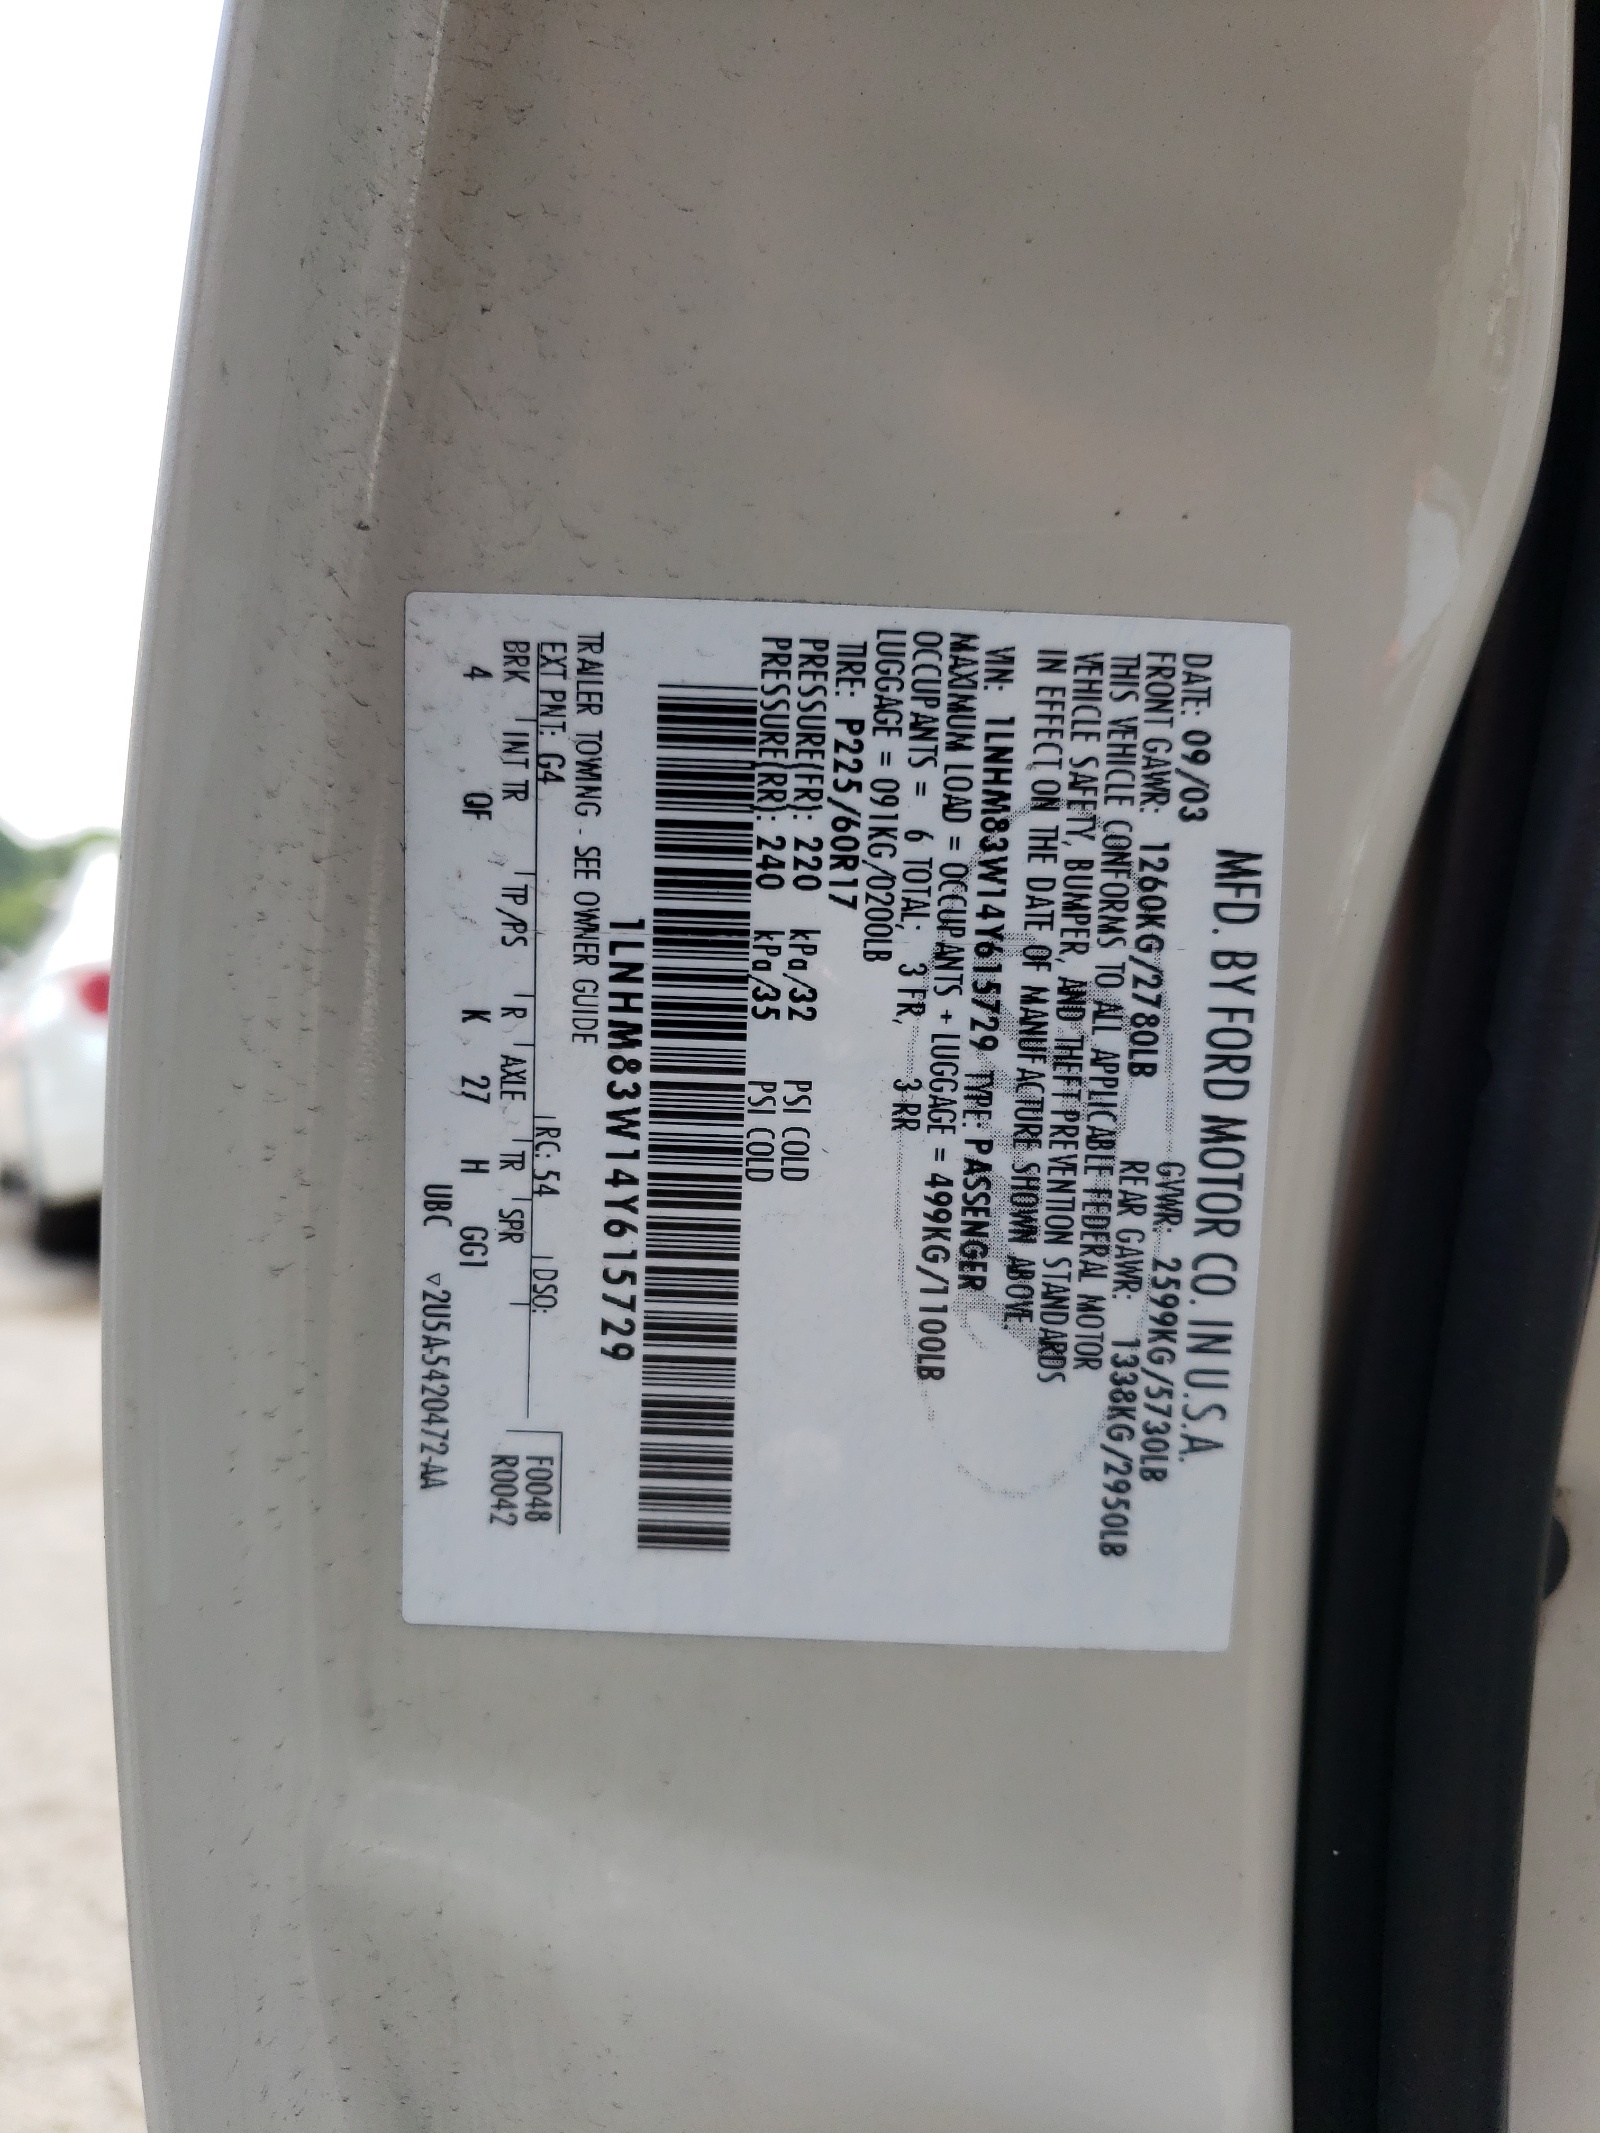 MFD. BY FORD MOTOR CO. IN U.S.A.
DATE: 09/03 GVWR: 2599KG/5730LB
FRONT GAWR: 1260KG/2780LB REAR GAWR: 1338KG/2950LB
THIS VEHICLE CONFORMS TO ALL APPLICABLE FEDERAL MOTOR
VEHICLE SAFETY, BUMPER, AND THEFT PREVENTION STANDARDS
IN EFFECT ON THE DATE OF MANUFACTURE SHOWN ABOVE.
VIN: 1LNHM83W14Y615729 TYPE: PASSENGER
MAXIMUM LOAD = OCCUPANTS + LUGGAGE = 499KG/1100LB
OCCUPANTS = 6 TOTAL; 3 FR, 3 RR
LUGGAGE = 091KG/0200LB
TIRE: P225/60R17
PRESSURE(FR): 220 kPa/32 PSI COLD
PRESSURE(RR): 240 kPa/35 PSI COLD
1LNHM83W14Y615729
TRAILER TOWING - SEE OWNER GUIDE
EXT PNT: G4 RC: 54 DSO: F0048
BRK INT TR TP/PS R AXLE TR SPR R0042
4 QF K 27 H GG1
UBC ▽2U5A-5420472-AA